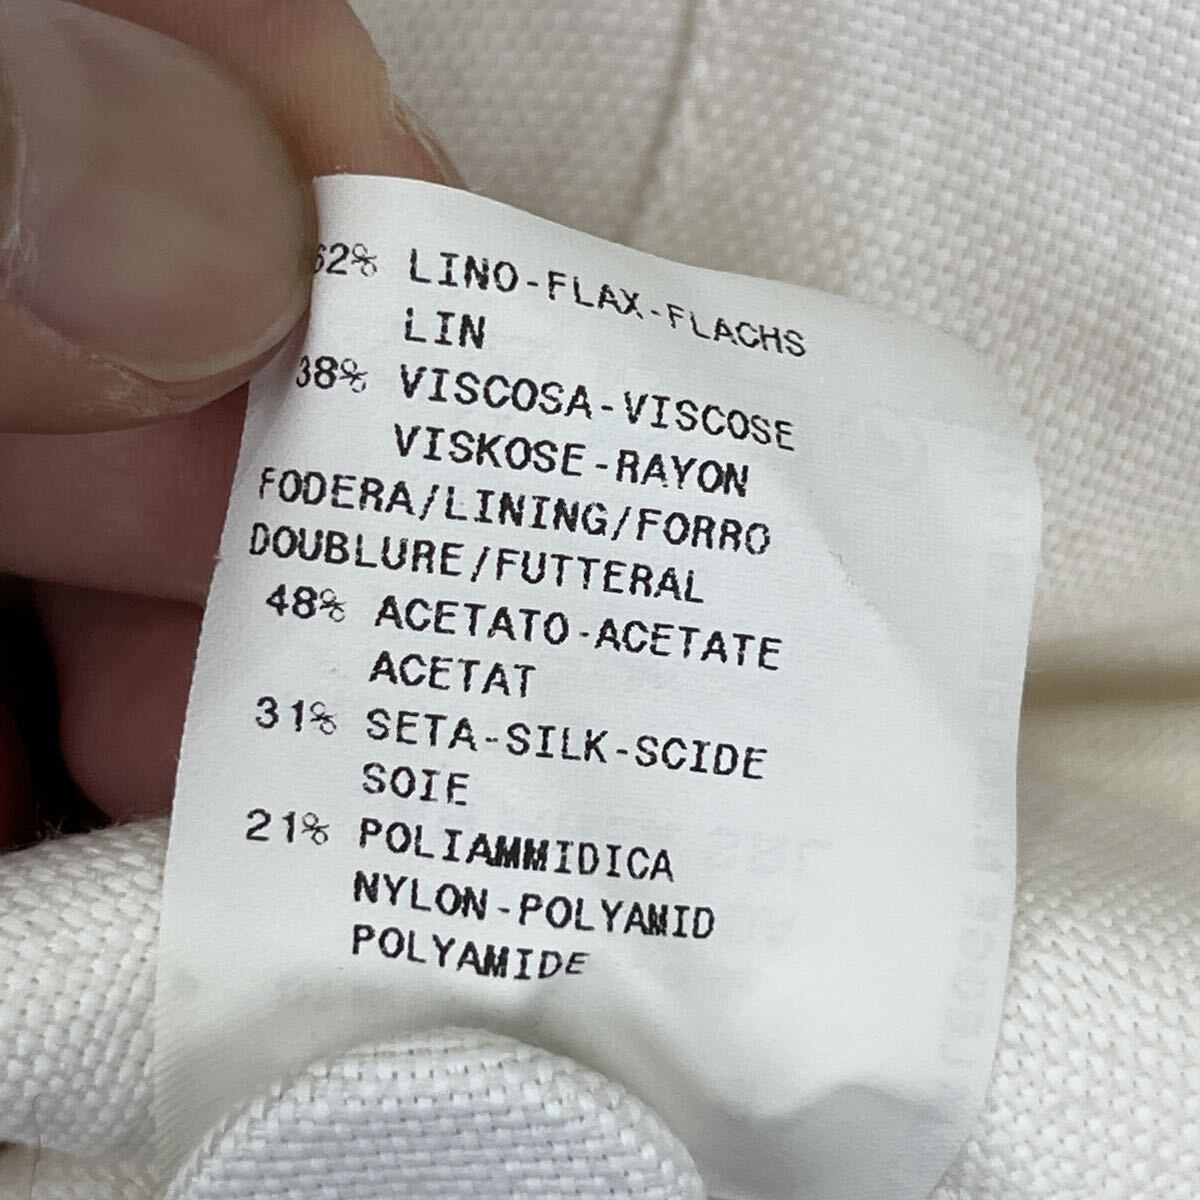 62% LINO-FLAX-FLACHS
LIN
38% VISCOSA-VISCOSE
VISKOSE-RAYON
FODERA/LINING/FORRO
DOUBLURE/FUTTERAL
48% ACETATO-ACETATE
ACETAT
31% SETA-SILK-SCIDE
SOIE
21% POLIAMMIDICA
NYLON-POLYAMID
POLYAMIDE